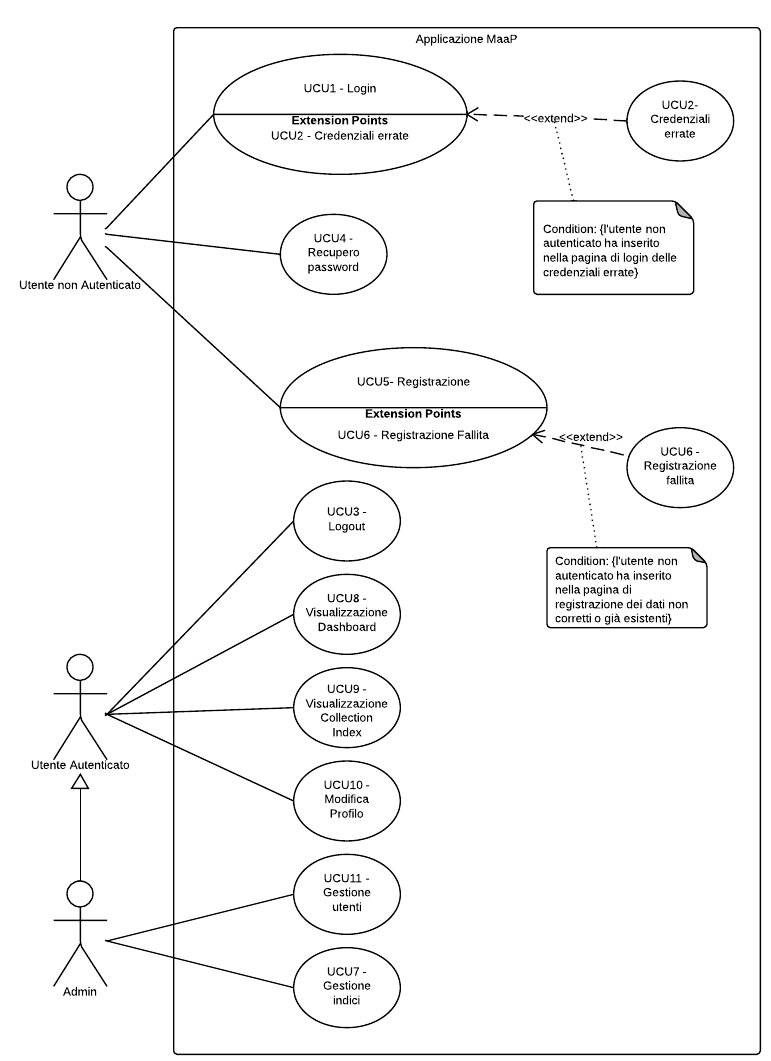 Applicazione MaaP
UCU1 - Login
Extension Points
UCU2 - Credenziali errate
<<extend>>
UCU2-
Credenziali
errate
Condition: {l'utente non
autenticato ha inserito
nella pagina di login delle
credenziali errate}
Utente non Autenticato
UCU4 -
Recupero
password
UCU5- Registrazione
Extension Points
UCU6 - Registrazione Fallita
<<extend>>
UCU6 -
Registrazione
fallita
Condition: {l'utente non
autenticato ha inserito
nella pagina di
registrazione dei dati non
corretti o già esistenti}
UCU3 -
Logout
UCU8 -
Visualizzazione
Dashboard
UCU9 -
Visualizzazione
Collection
Index
Utente Autenticato
UCU10 -
Modifica
Profilo
UCU11 -
Gestione
utenti
Admin
UCU7 -
Gestione
indici